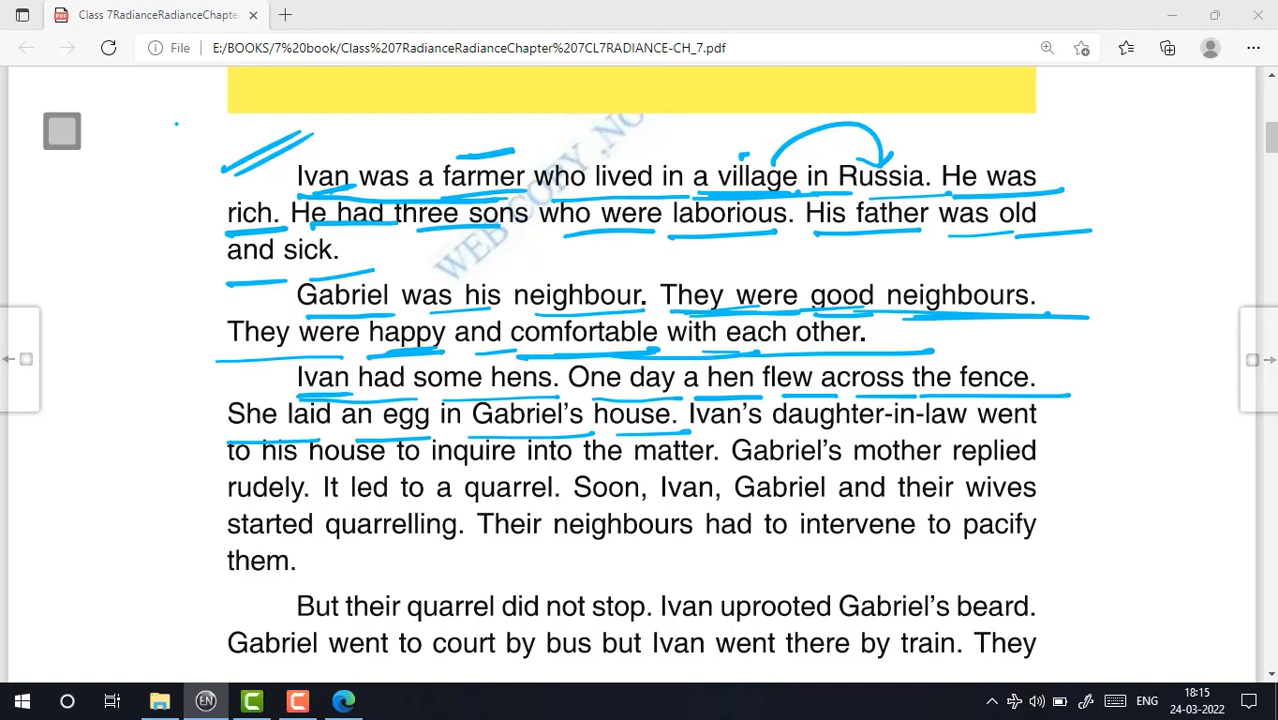 Class 7RadianceRadianceChapte
File E:/BOOKS/7%20book/Class%207RadianceRadianceChapter%207CL7RADIANCE-CH_7.pdf
WEB COPY, NO
Ivan was a farmer who lived in a village in Russia. He was
rich. He had three sons who were laborious. His father was old
and sick.
Gabriel was his neighbour. They were good neighbours.
They were happy and comfortable with each other.
Ivan had some hens. One day a hen flew across the fence.
She laid an egg in Gabriel's house. Ivan's daughter-in-law went
to his house to inquire into the matter. Gabriel's mother replied
rudely. It led to a quarrel. Soon, Ivan, Gabriel and their wives
started quarrelling. Their neighbours had to intervene to pacify
them.
But their quarrel did not stop. Ivan uprooted Gabriel's beard.
Gabriel went to court by bus but Ivan went there by train. They
EN
ENG
18:15
24-03-2022